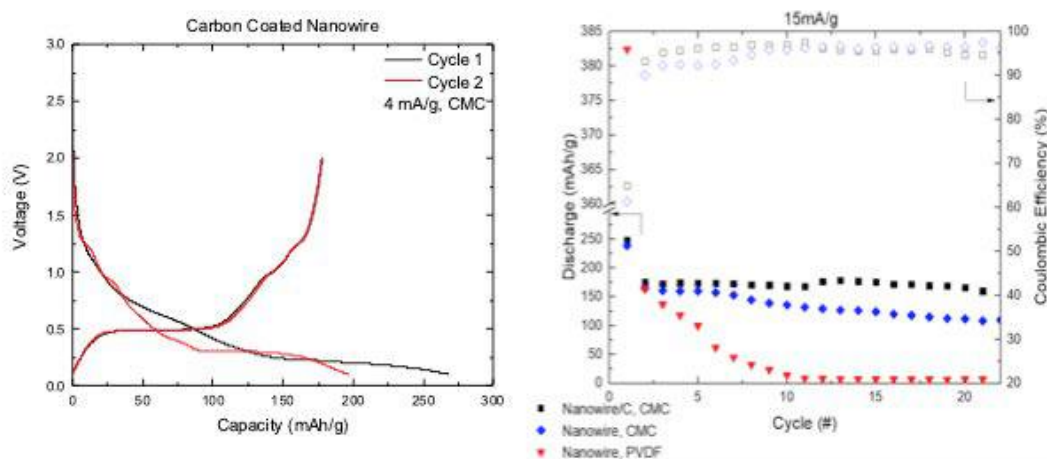 Carbon Coated Nanowire
Cycle 1
Cycle 2
4 mA/g, CMC
Voltage (V)
3.0
2.5
2.0
1.5
1.0
0.5
0.0
0 50 100 150 200 250 300
Capacity (mAh/g)
15mA/g
Discharge (mAh/g)
385
380
375
370
365
360
250
200
150
100
50
0
100
90
80
70
60
50
40
30
20
Coulombic Efficiency (%)
0 5 10 15 20
Cycle (#)
Nanowire/C, CMC
Nanowire, CMC
Nanowire, PVDF